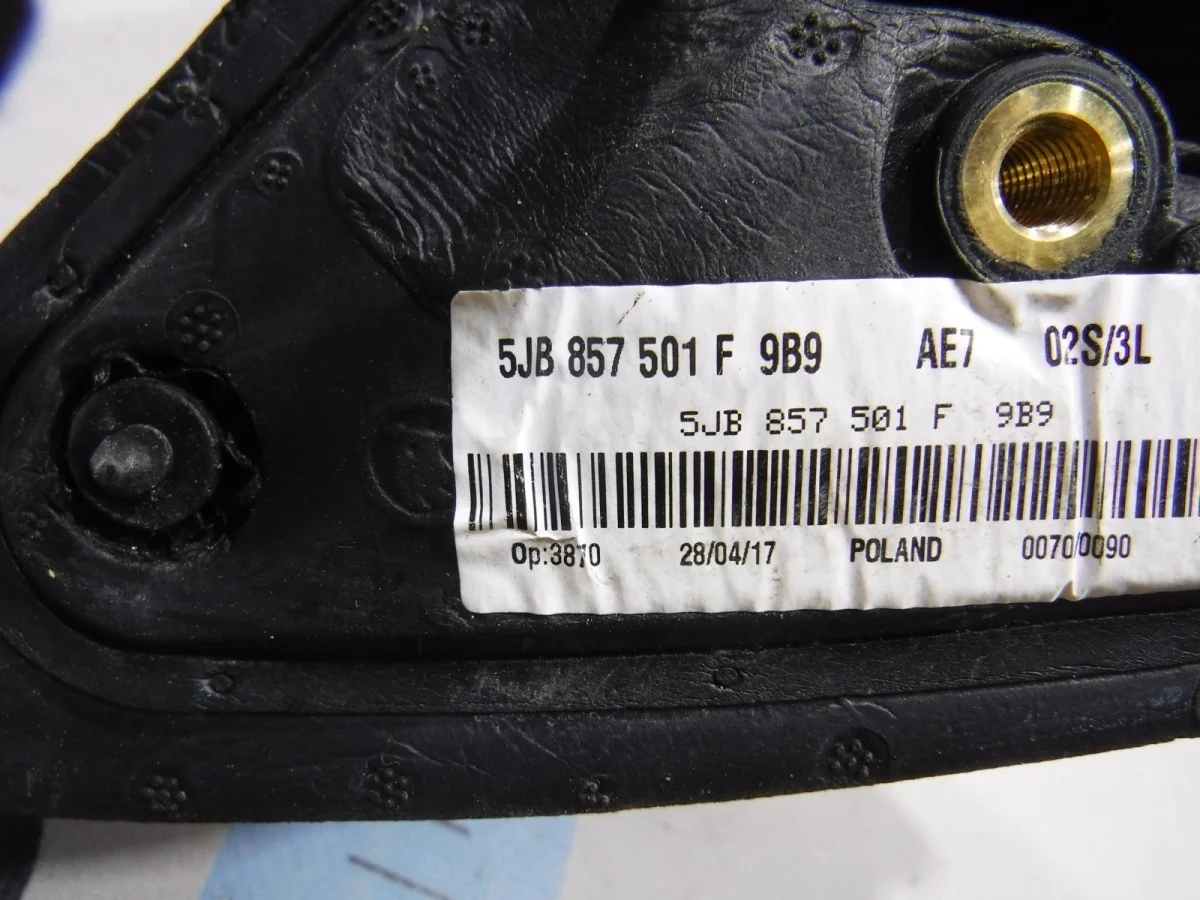 5JB 857 501 F 9B9 AE7 02S/3L
5JB 857 501 F 9B9
Op:3870 28/04/17 POLAND 0070/0090